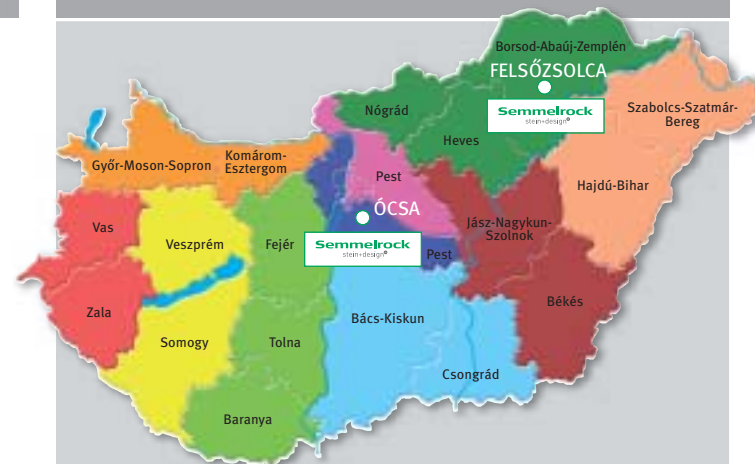 Borsod-Abaúj-Zemplén
FELSŐZSOLCA
Semmelrock
stein+design®
Nógrád
Heves
Szabolcs-Szatmár-
Bereg
Hajdú-Bihar
Győr-Moson-Sopron
Komárom-
Esztergom
Pest
ÓCSA
Semmelrock
stein+design®
Pest
Jász-Nagykun-
Szolnok
Vas
Veszprém
Fejér
Zala
Somogy
Tolna
Bács-Kiskun
Békés
Csongrád
Baranya